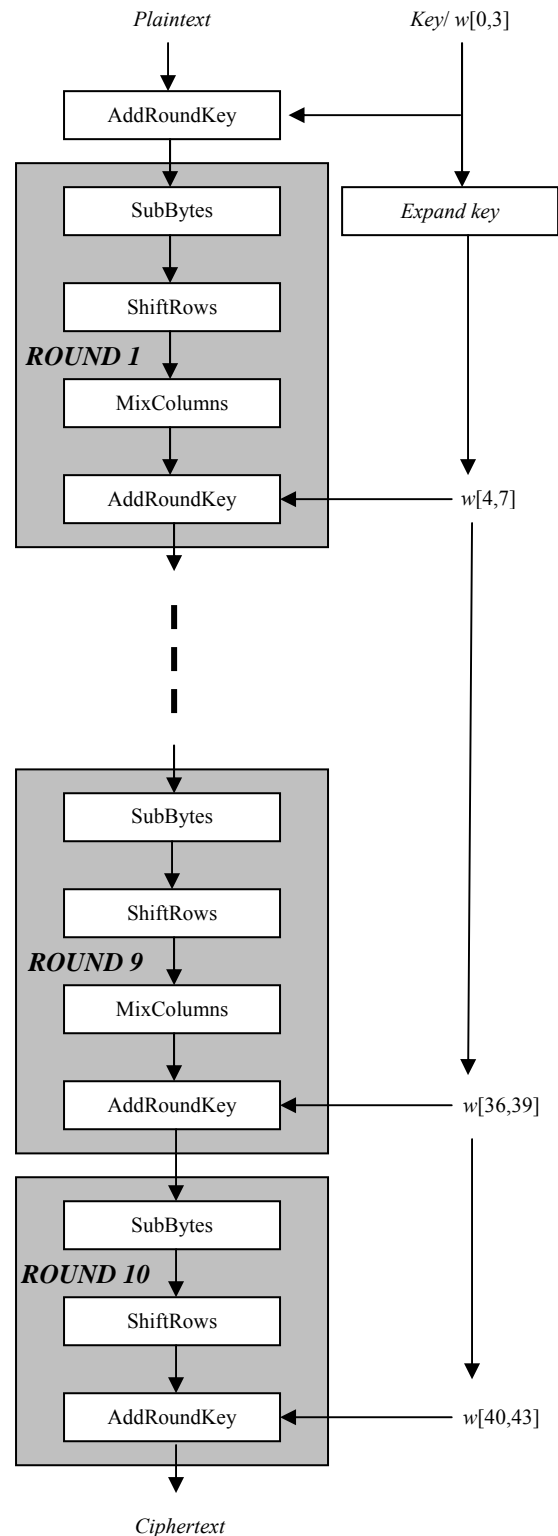 Plaintext
Key/ w[0,3]
AddRoundKey
SubBytes
Expand key
ShiftRows
ROUND 1
MixColumns
AddRoundKey
w[4,7]
SubBytes
ShiftRows
ROUND 9
MixColumns
AddRoundKey
w[36,39]
SubBytes
ROUND 10
ShiftRows
AddRoundKey
w[40,43]
Ciphertext